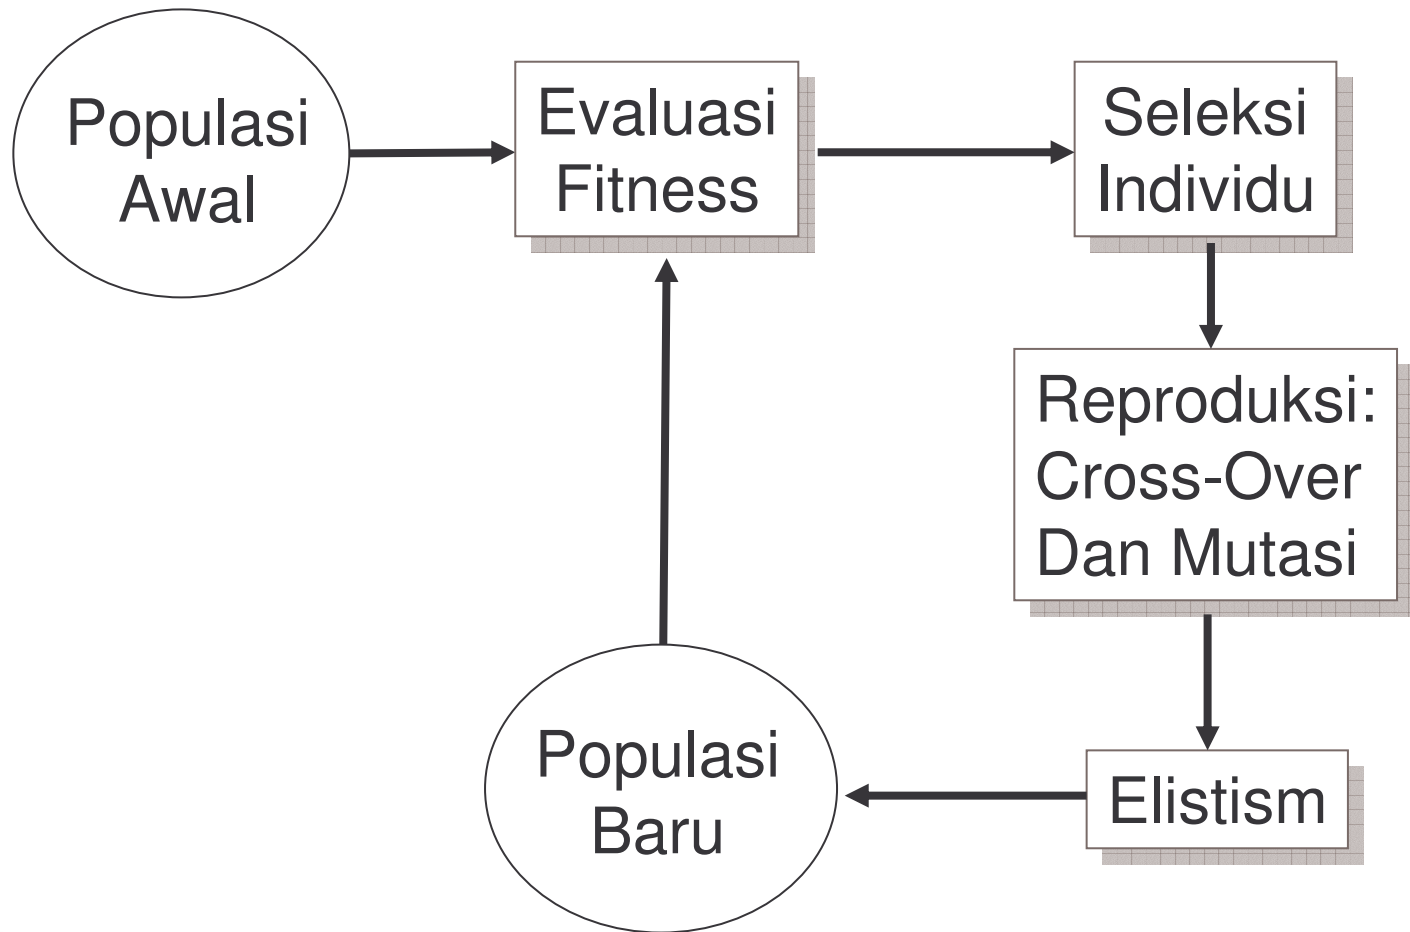 Populasi
Awal
Evaluasi
Fitness
Seleksi
Individu
Reproduksi:
Cross-Over
Dan Mutasi
Elistism
Populasi
Baru